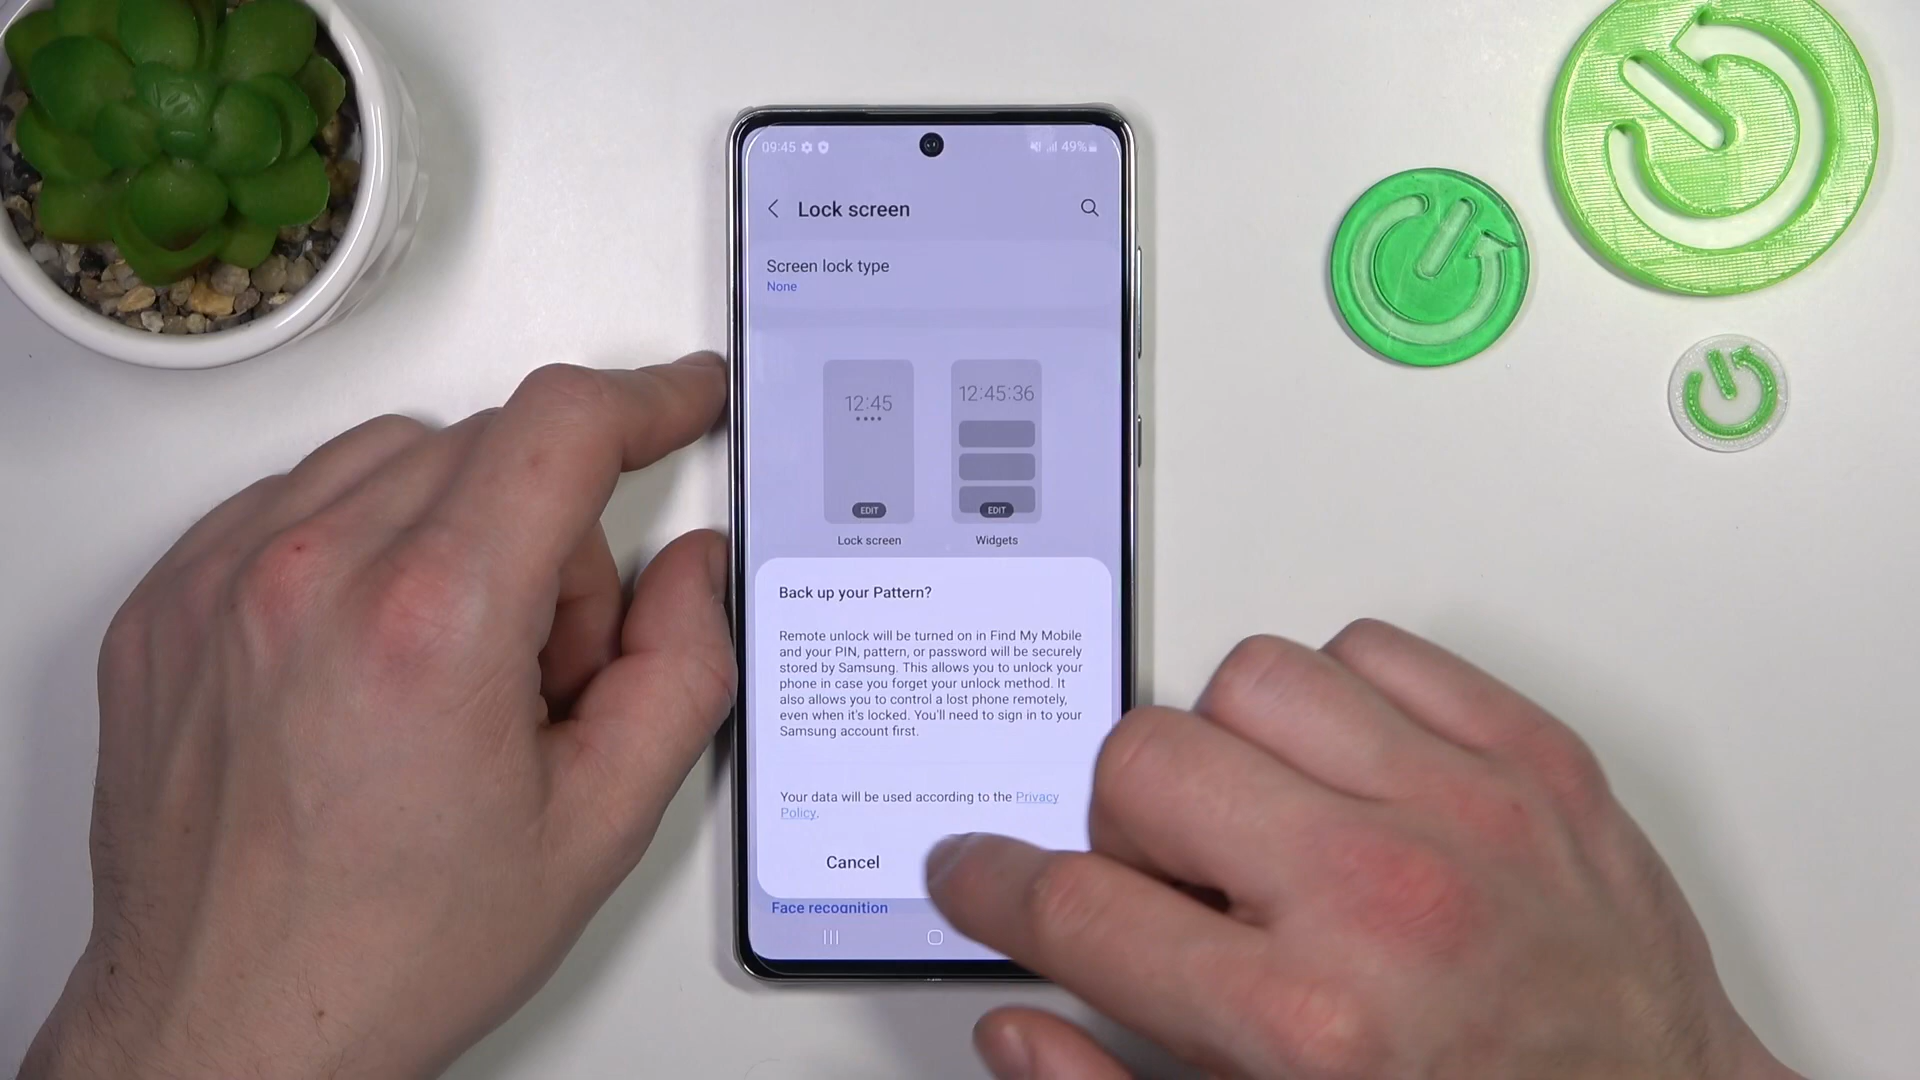 09:45
49%
Lock screen
Screen lock type
None
12:45
12:45:36
EDIT
EDIT
Lock screen
Widgets
Back up your Pattern?
Remote unlock will be turned on in Find My Mobile
and your PIN, pattern, or password will be securely
stored by Samsung. This allows you to unlock your
phone in case you forget your unlock method. It
also allows you to control a lost phone remotely,
even when it's locked. You'll need to sign in to your
Samsung account first.
Your data will be used according to the Privacy
Policy.
Cancel
Face recognition